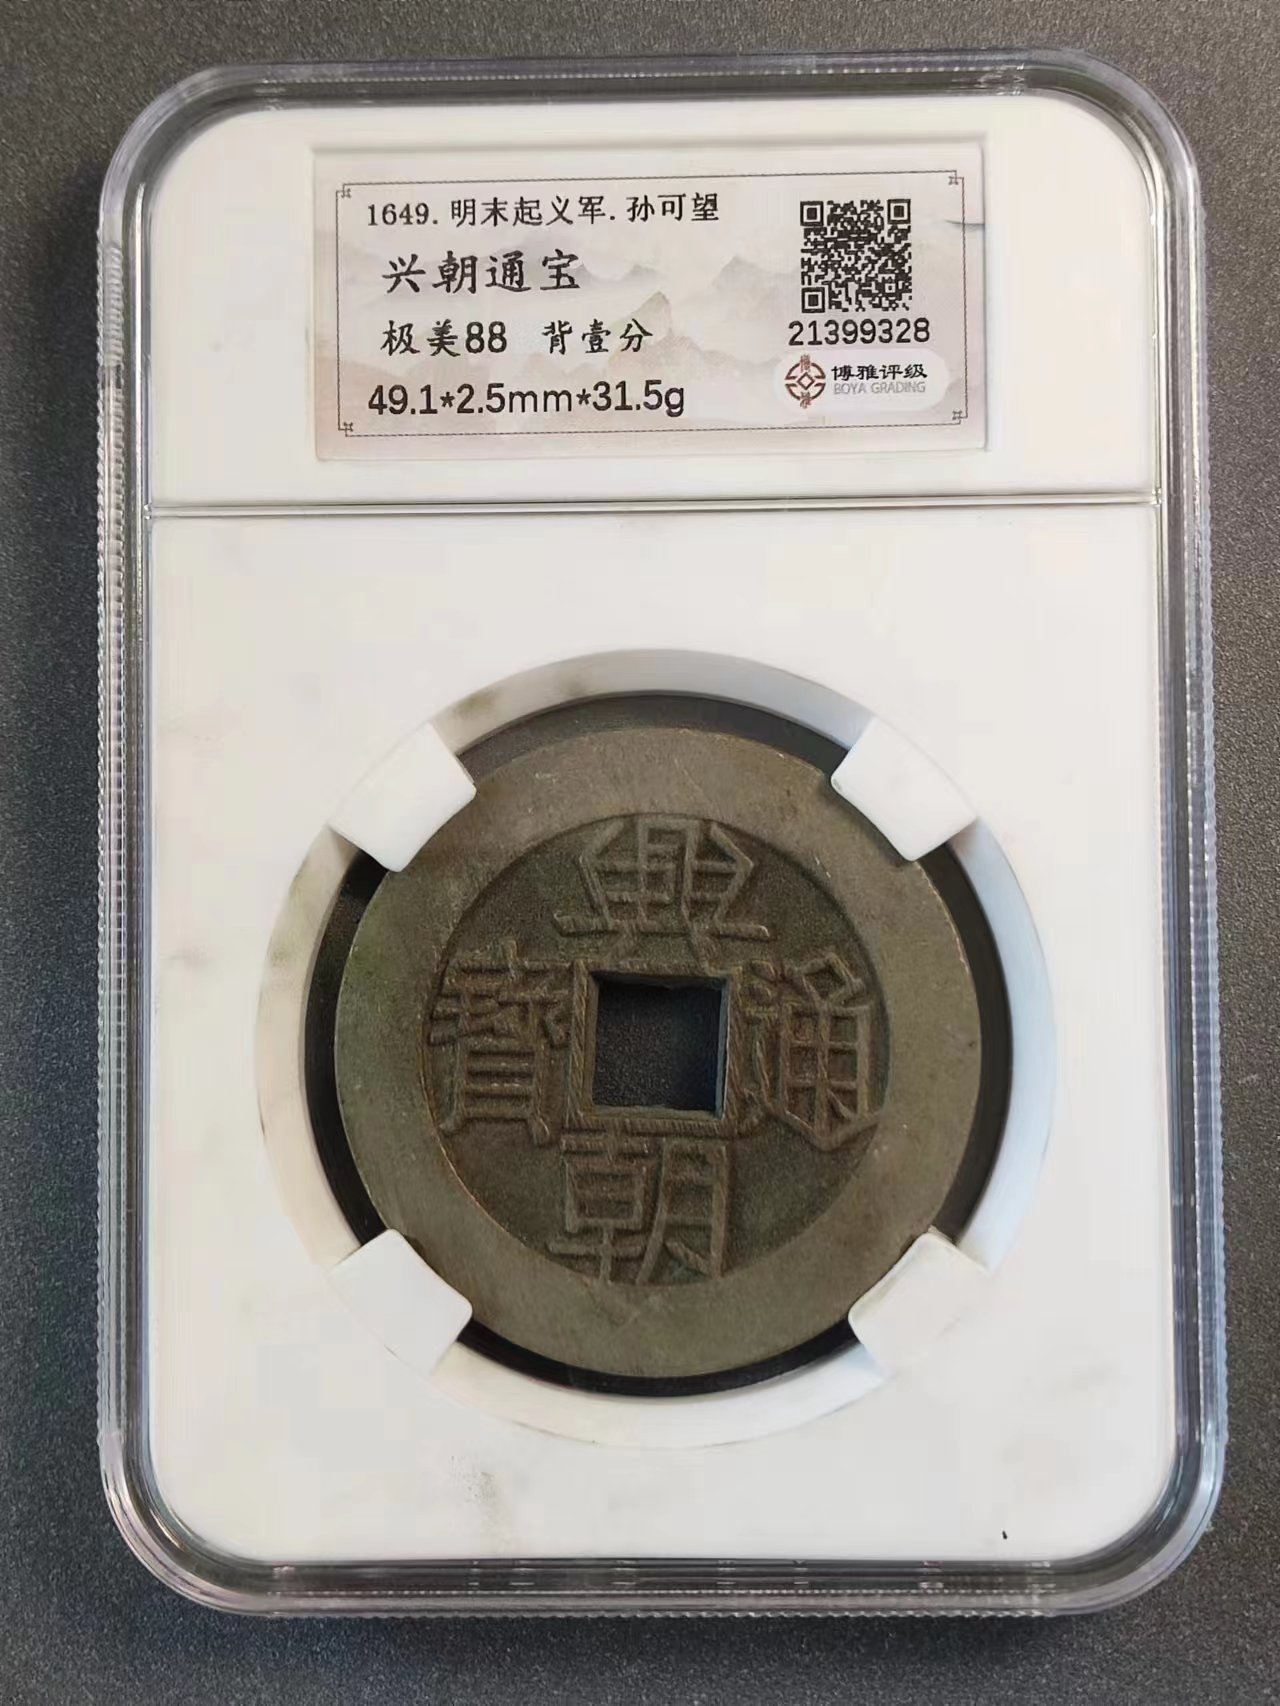 1649.明末起义军.孙可望
兴朝通宝
极美88 背壹分
49.1*2.5mm*31.5g
21399328
博雅评级
BOYA GRADING
興
寳 通
朝